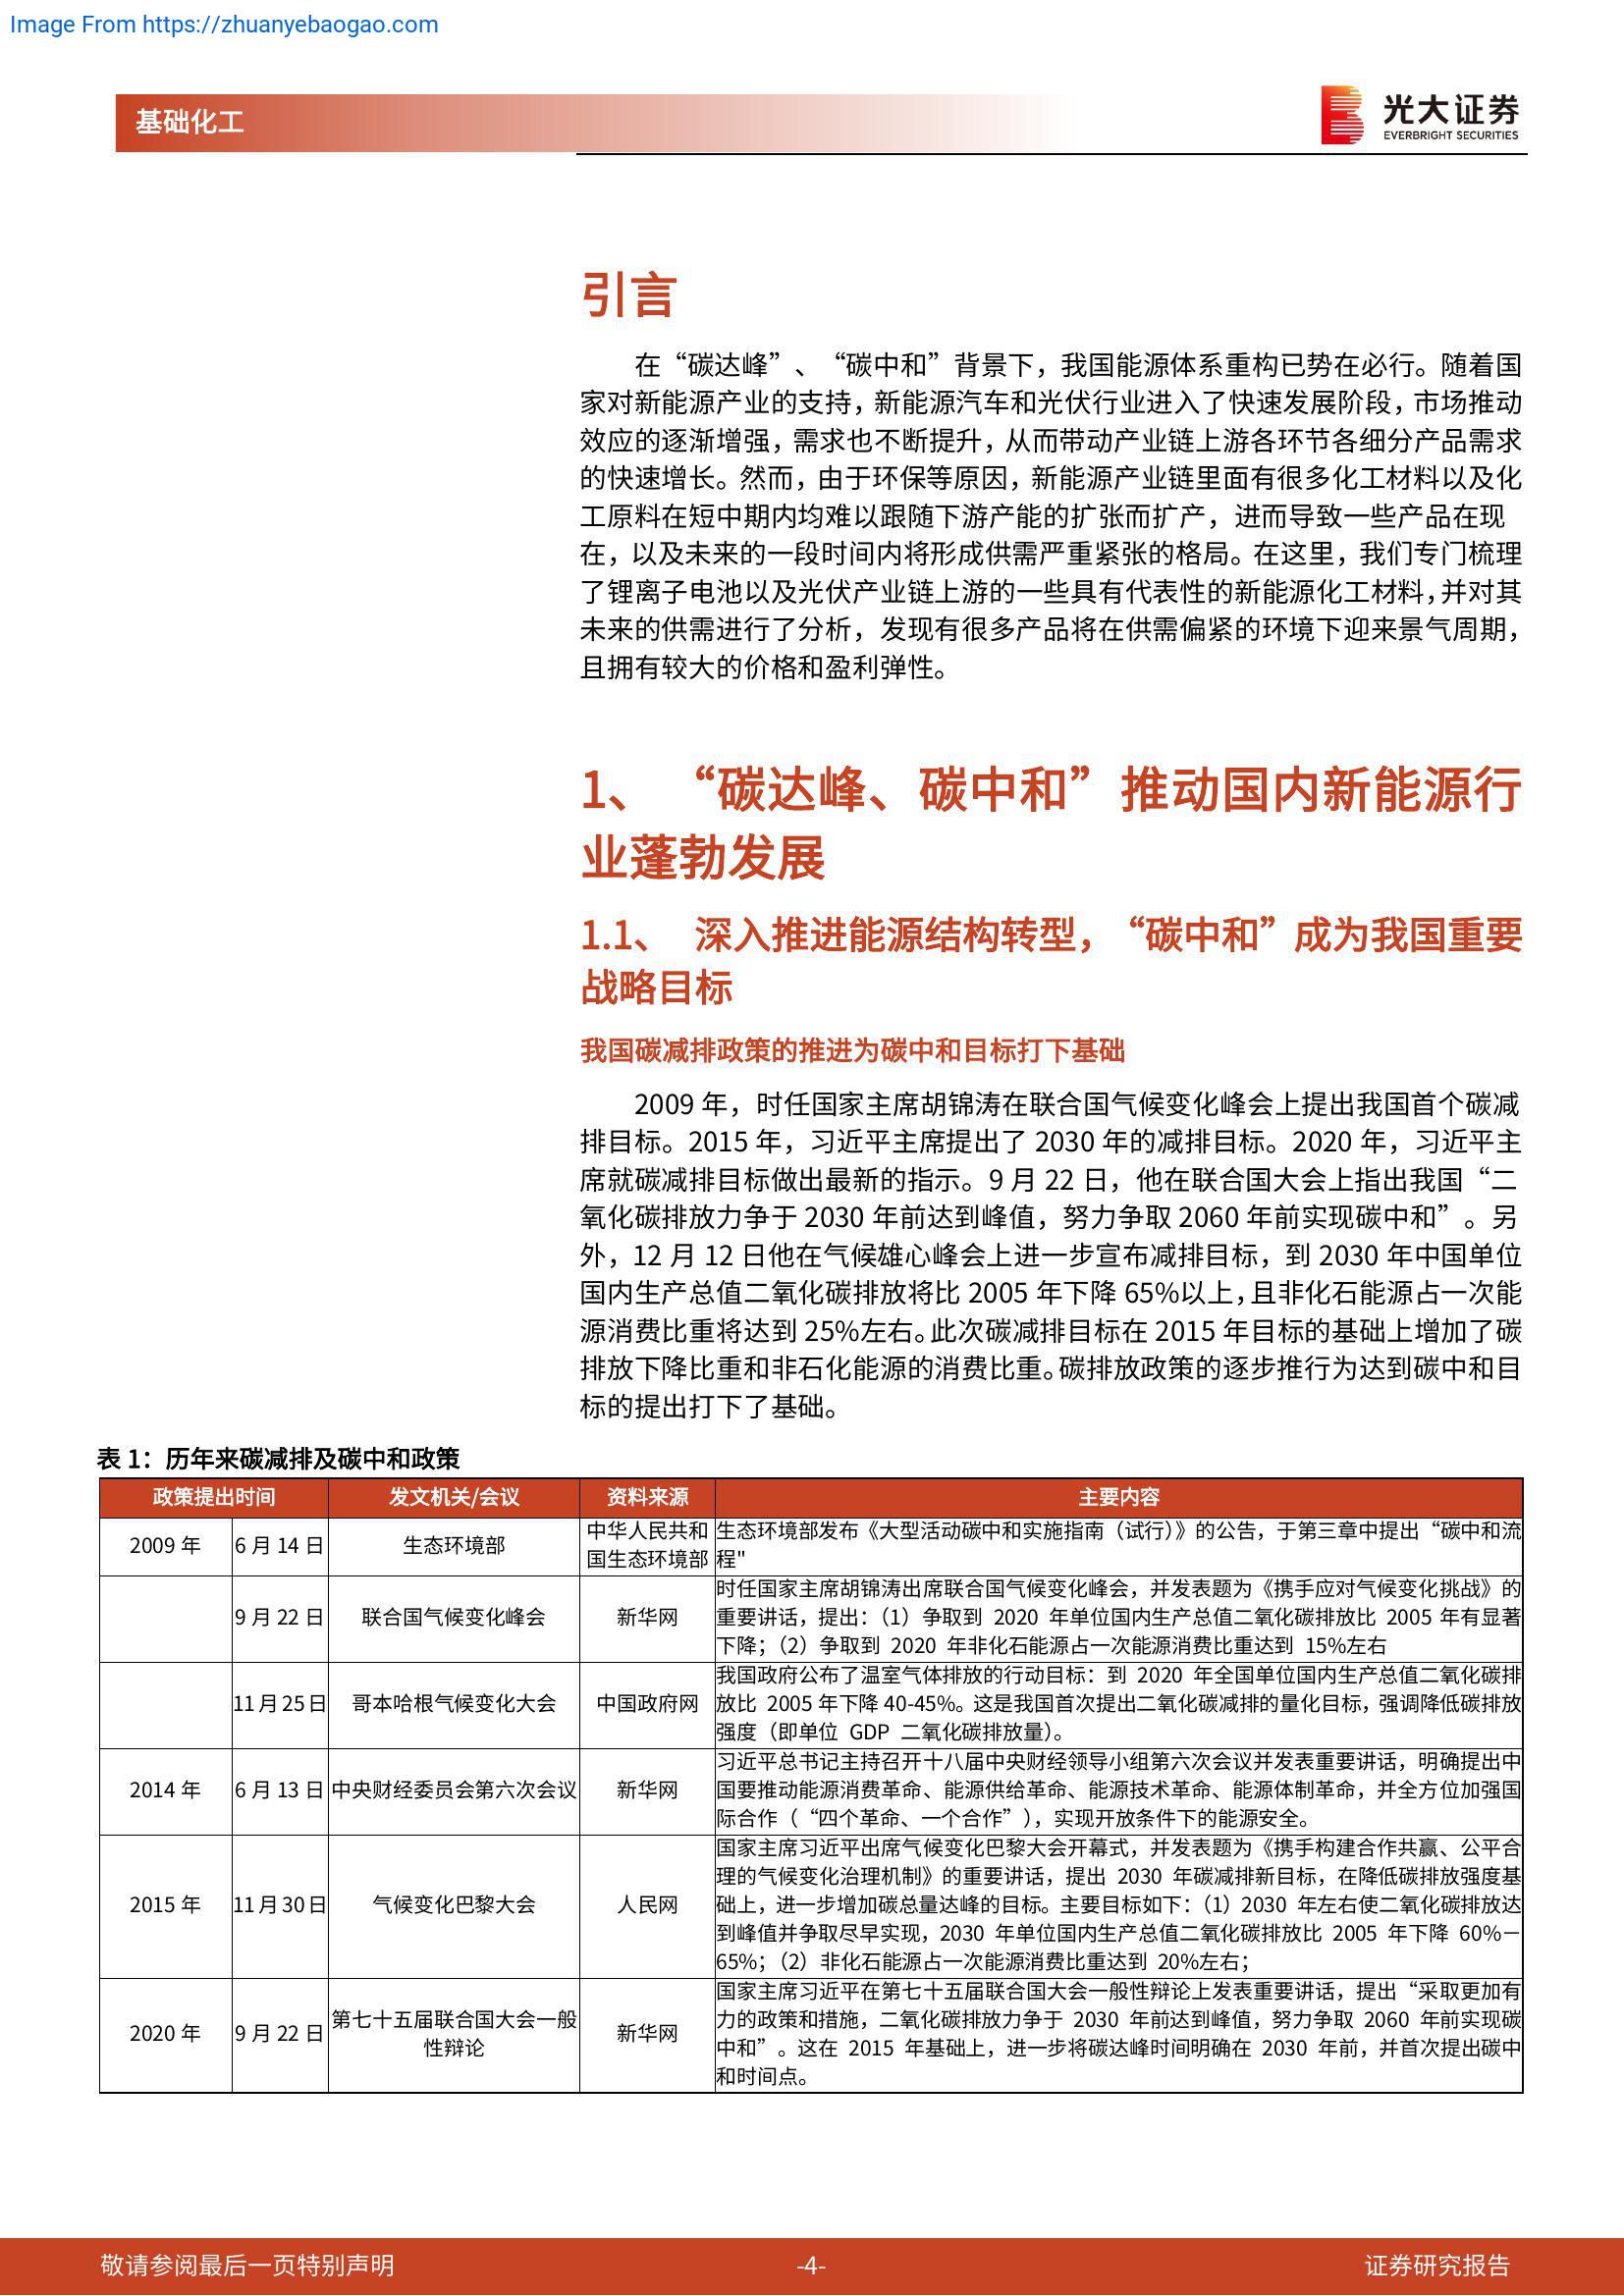 Image From https://zhuanyebaogao.com
基础化工
光大证券
EVERBRIGHT SECURITIES
引言
在“碳达峰”、“碳中和”背景下，我国能源体系重构已势在必行。随着国
家对新能源产业的支持，新能源汽车和光伏行业进入了快速发展阶段，市场推动
效应的逐渐增强，需求也不断提升，从而带动产业链上游各环节各细分产品需求
的快速增长。然而，由于环保等原因，新能源产业链里面有很多化工材料以及化
工原料在短中期内均难以跟随下游产能的扩张而扩产，进而导致一些产品在现
在，以及未来的一段时间内将形成供需严重紧张的格局。在这里，我们专门梳理
了锂离子电池以及光伏产业链上游的一些具有代表性的新能源化工材料，并对其
未来的供需进行了分析，发现有很多产品将在供需偏紧的环境下迎来景气周期，
且拥有较大的价格和盈利弹性。
1、 “碳达峰、碳中和”推动国内新能源行
业蓬勃发展
1.1、 深入推进能源结构转型，“碳中和”成为我国重要
战略目标
我国碳减排政策的推进为碳中和目标打下基础
2009 年，时任国家主席胡锦涛在联合国气候变化峰会上提出我国首个碳减
排目标。2015 年，习近平主席提出了 2030 年的减排目标。2020 年，习近平主
席就碳减排目标做出最新的指示。9 月 22 日，他在联合国大会上指出我国“二
氧化碳排放力争于 2030 年前达到峰值，努力争取 2060 年前实现碳中和”。另
外，12 月 12 日他在气候雄心峰会上进一步宣布减排目标，到 2030 年中国单位
国内生产总值二氧化碳排放将比 2005 年下降 65%以上，且非化石能源占一次能
源消费比重将达到 25%左右。此次碳减排目标在 2015 年目标的基础上增加了碳
排放下降比重和非石化能源的消费比重。碳排放政策的逐步推行为达到碳中和目
标的提出打下了基础。
表 1：历年来碳减排及碳中和政策
政策提出时间 发文机关/会议 资料来源 主要内容
2009 年 6 月 14 日 生态环境部
中华人民共和
国生态环境部
生态环境部发布《大型活动碳中和实施指南（试行）》的公告，于第三章中提出“碳中和流
程"
9 月 22 日 联合国气候变化峰会 新华网
时任国家主席胡锦涛出席联合国气候变化峰会，并发表题为《携手应对气候变化挑战》的
重要讲话，提出：（1）争取到 2020 年单位国内生产总值二氧化碳排放比 2005 年有显著
下降；（2）争取到 2020 年非化石能源占一次能源消费比重达到 15%左右
11 月 25 日 哥本哈根气候变化大会 中国政府网
我国政府公布了温室气体排放的行动目标：到 2020 年全国单位国内生产总值二氧化碳排
放比 2005 年下降 40-45%。这是我国首次提出二氧化碳减排的量化目标，强调降低碳排放
强度（即单位 GDP 二氧化碳排放量）。
2014 年 6 月 13 日 中央财经委员会第六次会议 新华网
习近平总书记主持召开十八届中央财经领导小组第六次会议并发表重要讲话，明确提出中
国要推动能源消费革命、能源供给革命、能源技术革命、能源体制革命，并全方位加强国
际合作（“四个革命、一个合作”），实现开放条件下的能源安全。
2015 年 11 月 30 日 气候变化巴黎大会 人民网
国家主席习近平出席气候变化巴黎大会开幕式，并发表题为《携手构建合作共赢、公平合
理的气候变化治理机制》的重要讲话，提出 2030 年碳减排新目标，在降低碳排放强度基
础上，进一步增加碳总量达峰的目标。主要目标如下：（1）2030 年左右使二氧化碳排放达
到峰值并争取尽早实现，2030 年单位国内生产总值二氧化碳排放比 2005 年下降 60%－
65%；（2）非化石能源占一次能源消费比重达到 20%左右；
2020 年 9 月 22 日
第七十五届联合国大会一般
性辩论
新华网
国家主席习近平在第七十五届联合国大会一般性辩论上发表重要讲话，提出“采取更加有
力的政策和措施，二氧化碳排放力争于 2030 年前达到峰值，努力争取 2060 年前实现碳
中和”。这在 2015 年基础上，进一步将碳达峰时间明确在 2030 年前，并首次提出碳中
和时间点。
敬请参阅最后一页特别声明 -4- 证券研究报告